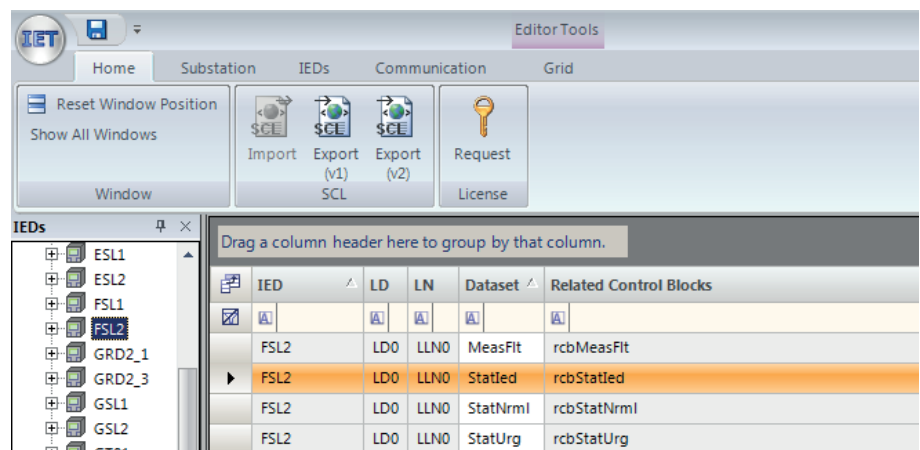 IET
Editor Tools
Home Substation IEDs Communication Grid
Reset Window Position
Show All Windows
Window
SCL SCL SCL
Import Export (v1) Export (v2)
SCL
Request
License
IEDs
ESL1
ESL2
FSL1
FSL2
GRD2_1
GRD2_3
GSL1
GSL2
Drag a column header here to group by that column.
IED LD LN Dataset Related Control Blocks
A A A A A
FSL2 LD0 LLN0 MeasFlt rcbMeasFlt
FSL2 LD0 LLN0 StatIed rcbStatIed
FSL2 LD0 LLN0 StatNrml rcbStatNrml
FSL2 LD0 LLN0 StatUrg rcbStatUrg